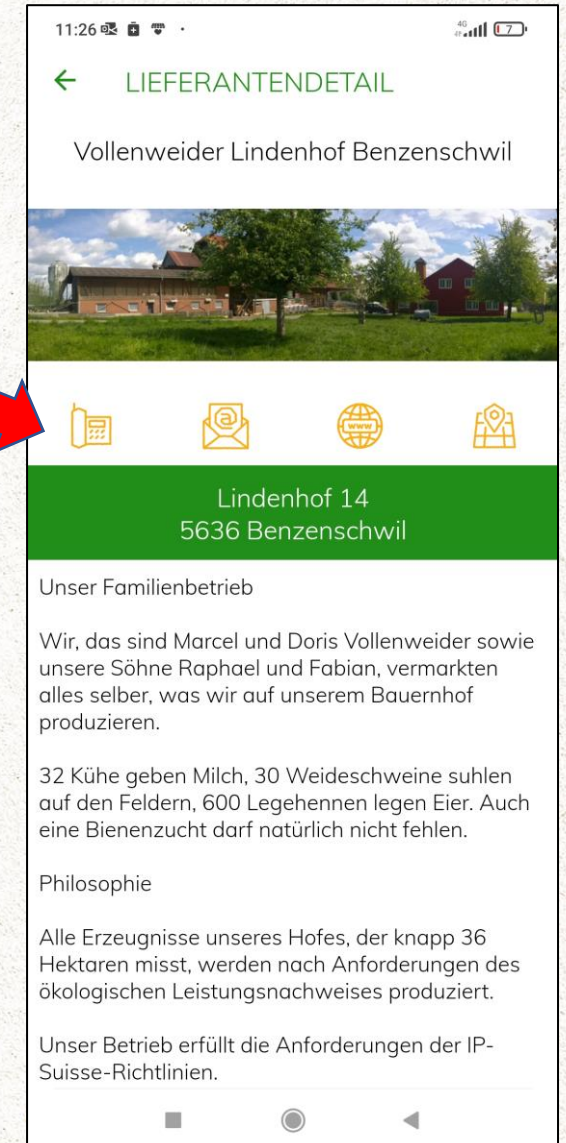 11:26
4G
7
LIEFERANTENDETAIL
Vollenweider Lindenhof Benzenschwil
@
www
Lindenhof 14
5636 Benzenschwil
Unser Familienbetrieb
Wir, das sind Marcel und Doris Vollenweider sowie
unsere Söhne Raphael und Fabian, vermarkten
alles selber, was wir auf unserem Bauernhof
produzieren.
32 Kühe geben Milch, 30 Weideschweine suhlen
auf den Feldern, 600 Legehennen legen Eier. Auch
eine Bienenzucht darf natürlich nicht fehlen.
Philosophie
Alle Erzeugnisse unseres Hofes, der knapp 36
Hektaren misst, werden nach Anforderungen des
ökologischen Leistungsnachweises produziert.
Unser Betrieb erfüllt die Anforderungen der IP-
Suisse-Richtlinien.